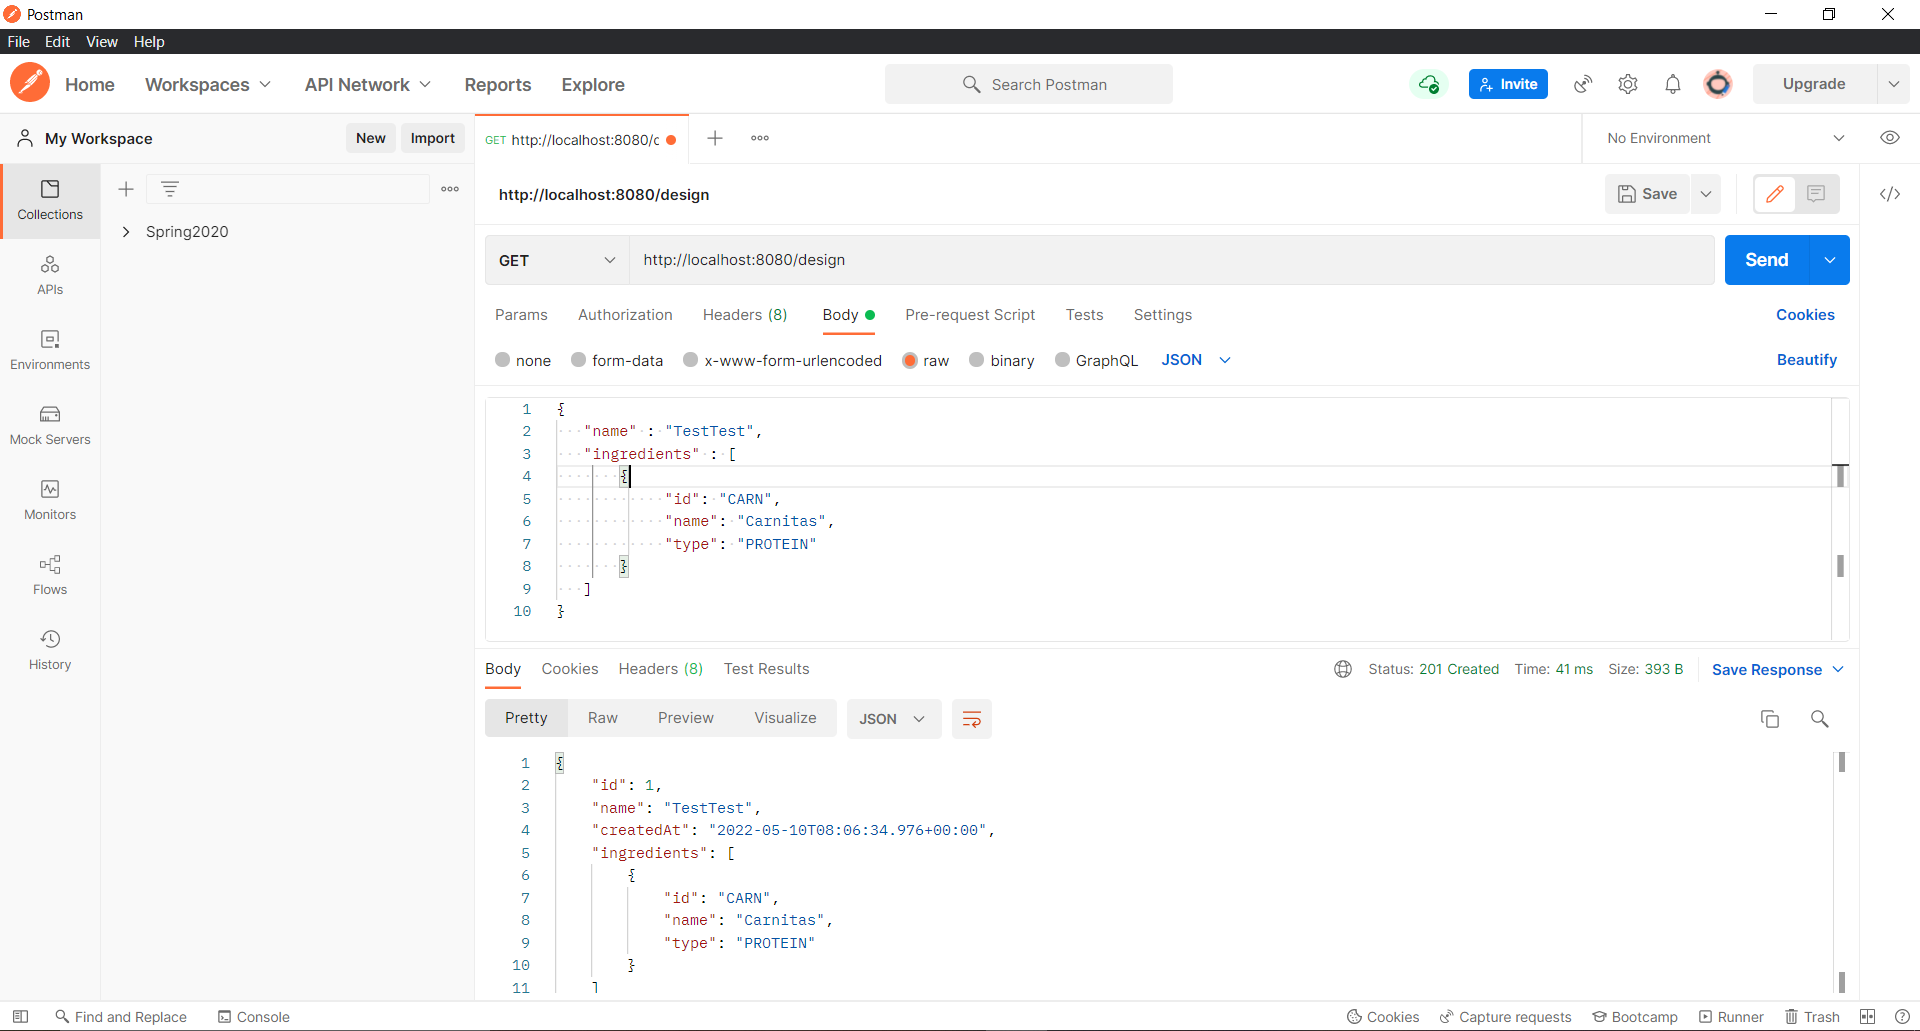 Postman
File Edit View Help
Home Workspaces API Network Reports Explore Search Postman Invite Upgrade
My Workspace New Import GET http://localhost:8080/c No Environment
http://localhost:8080/design Save
Collections
Spring2020
APIs
Environments
Mock Servers
Monitors
Flows
History
GET http://localhost:8080/design Send
Params Authorization Headers (8) Body Pre-request Script Tests Settings Cookies
none form-data x-www-form-urlencoded raw binary GraphQL JSON Beautify
1 {
2 "name" : "TestTest",
3 "ingredients" : [
4 {
5 "id": "CARN",
6 "name": "Carnitas",
7 "type": "PROTEIN"
8 }
9 ]
10 }
Body Cookies Headers (8) Test Results Status: 201 Created Time: 41 ms Size: 393 B Save Response
Pretty Raw Preview Visualize JSON
1 {
2 "id": 1,
3 "name": "TestTest",
4 "createdAt": "2022-05-10T08:06:34.976+00:00",
5 "ingredients": [
6 {
7 "id": "CARN",
8 "name": "Carnitas",
9 "type": "PROTEIN"
10 }
11 ]
Find and Replace Console Cookies Capture requests Bootcamp Runner Trash